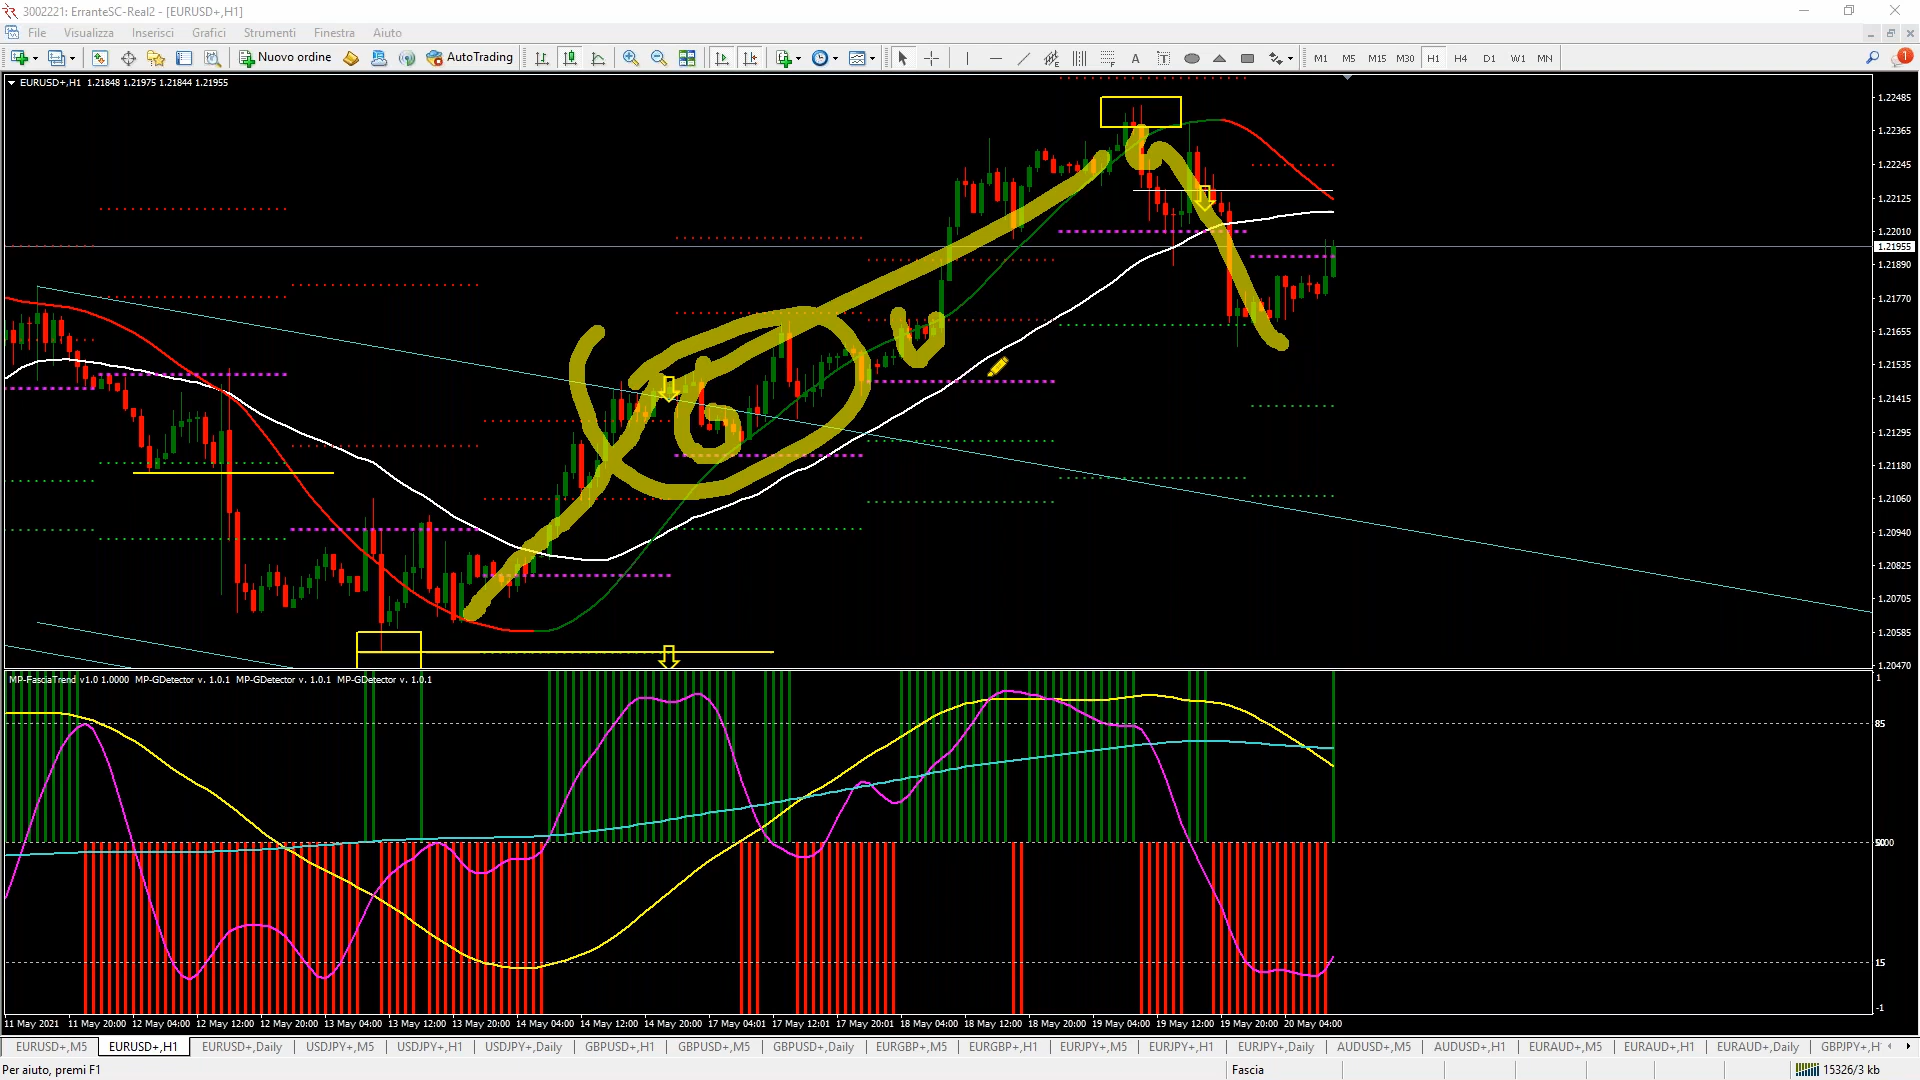 3002221: ErranteSC-Real2 - [EURUSD+,H1]
File Visualizza Inserisci Grafici Strumenti Finestra Aiuto
Nuovo ordine AutoTrading A T M1 M5 M15 M30 H1 H4 D1 W1 MN 1
EURUSD+,H1 1.21848 1.21975 1.21844 1.21955
1.22485
1.22365
1.22245
1.22125
1.22010
1.21955
1.21890
1.21770
1.21655
1.21535
1.21415
1.21295
1.21180
1.21060
1.20940
1.20825
1.20705
1.20585
1.20470
MP-FasciaTrend v1.0 1.0000 MP-GDetector v. 1.0.1 MP-GDetector v. 1.0.1 MP-GDetector v. 1.0.1
1
85
15
-1
11 May 2021 11 May 20:00 12 May 04:00 12 May 12:00 12 May 20:00 13 May 04:00 13 May 12:00 13 May 20:00 14 May 04:00 14 May 12:00 14 May 20:00 17 May 04:01 17 May 12:01 17 May 20:01 18 May 04:00 18 May 12:00 18 May 20:00 19 May 04:00 19 May 12:00 19 May 20:00 20 May 04:00
EURUSD+,M5 EURUSD+,H1 EURUSD+,Daily USDJPY+,M5 USDJPY+,H1 USDJPY+,Daily GBPUSD+,H1 GBPUSD+,M5 GBPUSD+,Daily EURGBP+,M5 EURGBP+,H1 EURJPY+,M5 EURJPY+,H1 EURJPY+,Daily AUDUSD+,M5 AUDUSD+,H1 EURAUD+,M5 EURAUD+,H1 EURAUD+,Daily GBPJPY+,H
Per aiuto, premi F1 Fascia 15326/3 kb